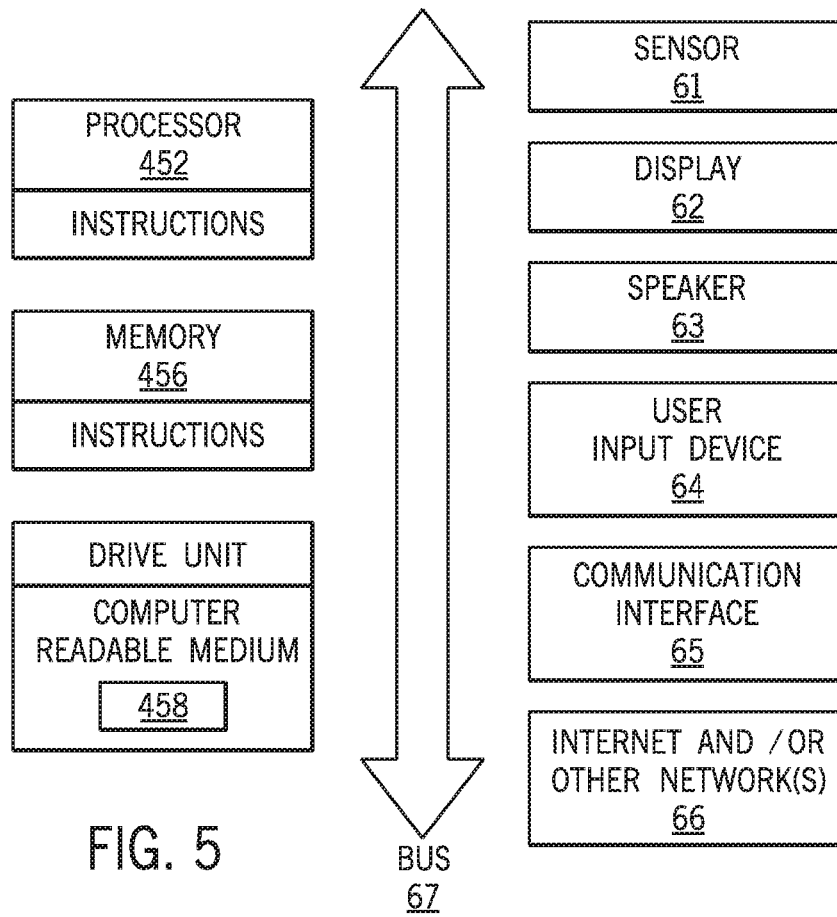 PROCESSOR
452
INSTRUCTIONS
MEMORY
456
INSTRUCTIONS
DRIVE UNIT
COMPUTER
READABLE MEDIUM
458
FIG. 5
BUS
67
SENSOR
61
DISPLAY
62
SPEAKER
63
USER
INPUT DEVICE
64
COMMUNICATION
INTERFACE
65
INTERNET AND / OR
OTHER NETWORK(S)
66